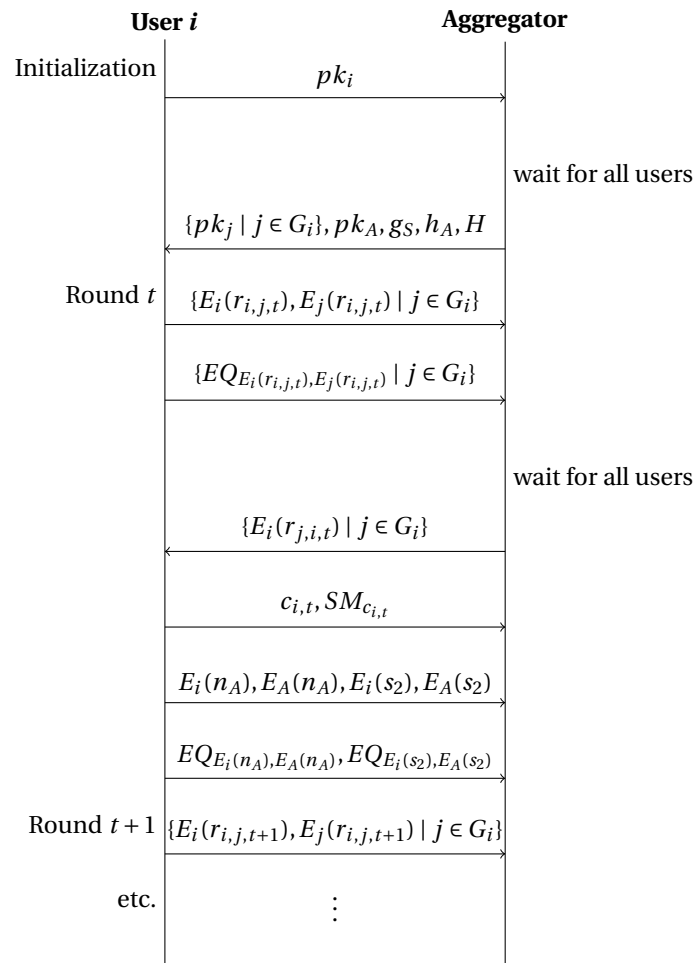 User i Aggregator
Initialization
pk_i
wait for all users
{pk_j | j ∈ G_i}, pk_A, g_S, h_A, H
Round t
{E_i(r_{i,j,t}), E_j(r_{i,j,t}) | j ∈ G_i}
{EQ_{E_i(r_{i,j,t}),E_j(r_{i,j,t})} | j ∈ G_i}
wait for all users
{E_i(r_{j,i,t}) | j ∈ G_i}
c_{i,t}, SM_{c_{i,t}}
E_i(n_A), E_A(n_A), E_i(s_2), E_A(s_2)
EQ_{E_i(n_A),E_A(n_A)}, EQ_{E_i(s_2),E_A(s_2)}
Round t + 1
{E_i(r_{i,j,t+1}), E_j(r_{i,j,t+1}) | j ∈ G_i}
etc.
⋮